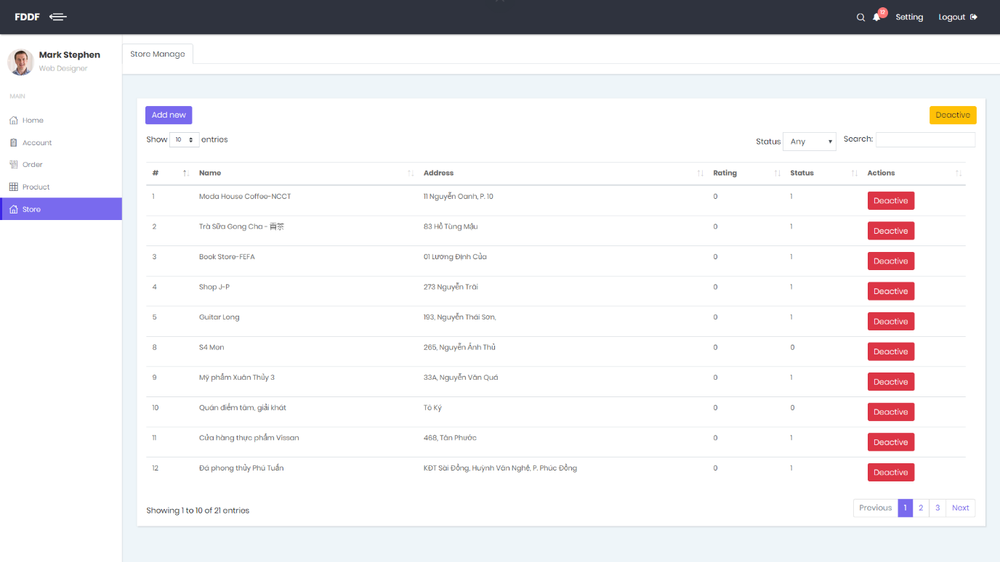 FDDF
12
Setting
Logout
Mark Stephen
Web Designer
MAIN
Home
Account
Order
Product
Store
Store Manage
Add new
Deactive
Show 10 entries
Status Any
Search:
# Name Address Rating Status Actions
1 Moda House Coffee-NCCT 11 Nguyễn Oanh, P. 10 0 1 Deactive
2 Trà Sữa Gong Cha - 貢茶 83 Hồ Tùng Mậu 0 1 Deactive
3 Book Store-FEFA 01 Lương Định Của 0 1 Deactive
4 Shop J-P 273 Nguyễn Trãi 0 1 Deactive
5 Guitar Long 193, Nguyễn Thái Sơn, 0 1 Deactive
8 S4 Men 265, Nguyễn Ảnh Thủ 0 0 Deactive
9 Mỹ phẩm Xuân Thủy 3 33A, Nguyễn Văn Quá 0 1 Deactive
10 Quán điểm tâm, giải khát Tô Ký 0 0 Deactive
11 Cửa hàng thực phẩm Vissan 468, Tân Phước 0 1 Deactive
12 Đá phong thủy Phú Tuấn KĐT Sài Đồng, Huỳnh Văn Nghệ, P. Phúc Đồng 0 1 Deactive
Showing 1 to 10 of 21 entries
Previous 1 2 3 Next